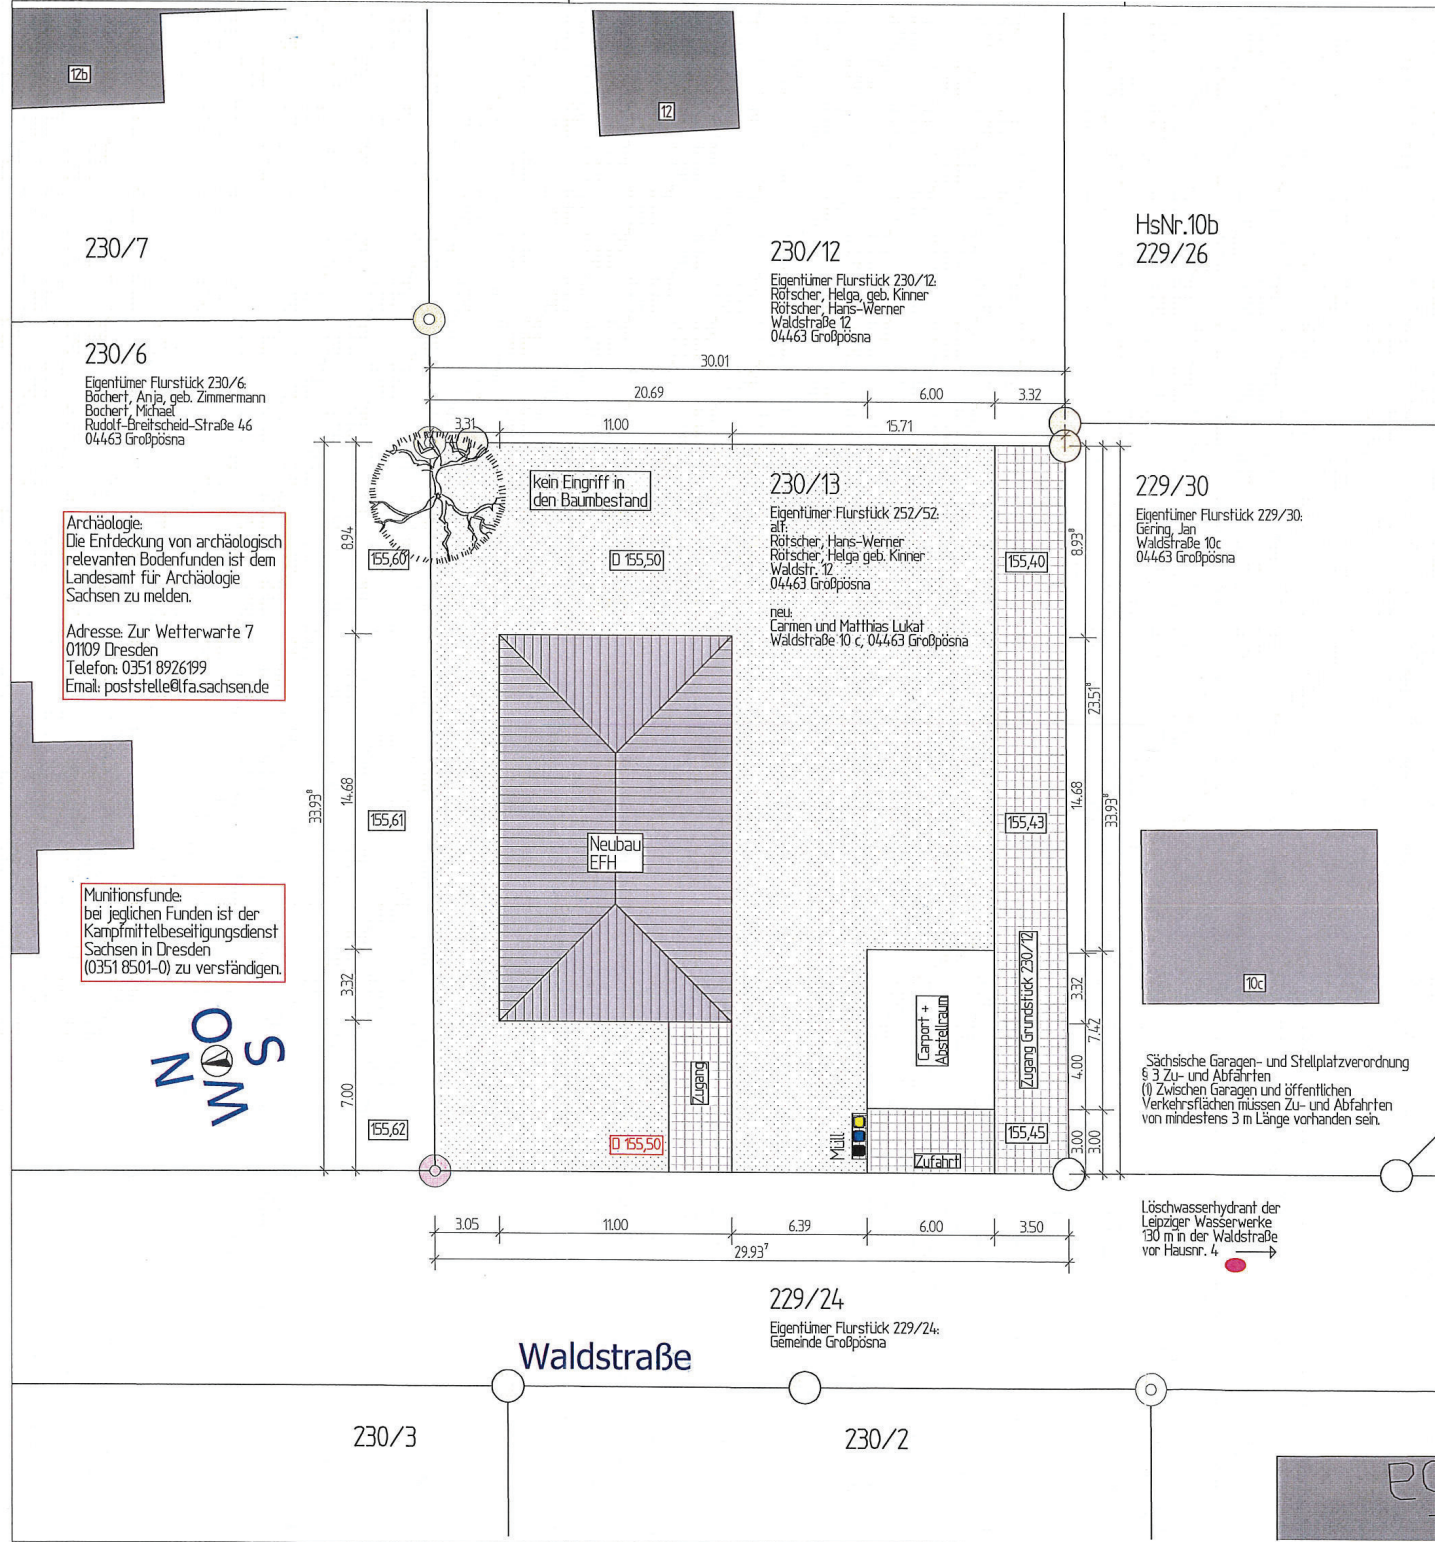 12b
12
HsNr.10b
229/26
230/7
230/12
Eigentümer Flurstück 230/12:
Rötscher, Helga, geb. Kinner
Rötscher, Hans-Werner
Waldstraße 12
04463 Großpösna
230/6
Eigentümer Flurstück 230/6:
Böchert, Anja, geb. Zimmermann
Bochert, Michael
Rudolf-Breitscheid-Straße 46
04463 Großpösna
30.01
20.69
6.00
3.32
3.31
11.00
15.71
kein Eingriff in
den Baumbestand
230/13
Eigentümer Flurstück 252/52:
alt:
Rötscher, Hans-Werner
Rötscher, Helga geb. Kinner
Waldstr. 12
04463 Großpösna
neu:
Carmen und Matthias Lukat
Waldstraße 10 c, 04463 Großpösna
229/30
Eigentümer Flurstück 229/30:
Gering, Jan
Waldstraße 10c
04463 Großpösna
Archäologie:
Die Entdeckung von archäologisch
relevanten Bodenfunden ist dem
Landesamt für Archäologie
Sachsen zu melden.
Adresse: Zur Wetterwarte 7
01109 Dresden
Telefon: 0351 8926199
Email: poststelle@lfa.sachsen.de
8.94
155,60
D 155,50
155,40
8.93⁸
33.93⁸
14.68
155,61
Neubau
EFH
155,43
23.51⁸
14.68
33.93⁸
Munitionsfunde:
bei jeglichen Funden ist der
Kampfmittelbeseitigungsdienst
Sachsen in Dresden
(0351 8501-0) zu verständigen.
3.32
7.00
155,62
N
O
S
W
Zugang
D 155,50
Carport +
Abstellraum
Zugang Grundstück 230/12
Müll
Zufahrt
155,45
3.32
7.42
4.00
3.00
3.00
10c
Sächsische Garagen- und Stellplatzverordnung
§ 3 Zu- und Abfahrten
(1) Zwischen Garagen und öffentlichen
Verkehrsflächen müssen Zu- und Abfahrten
von mindestens 3 m Länge vorhanden sein.
3.05
11.00
6.39
6.00
3.50
29.93⁷
Löschwasserhydrant der
Leipziger Wasserwerke
130 m in der Waldstraße
vor Hausnr. 4
229/24
Eigentümer Flurstück 229/24:
Gemeinde Großpösna
Waldstraße
230/3
230/2